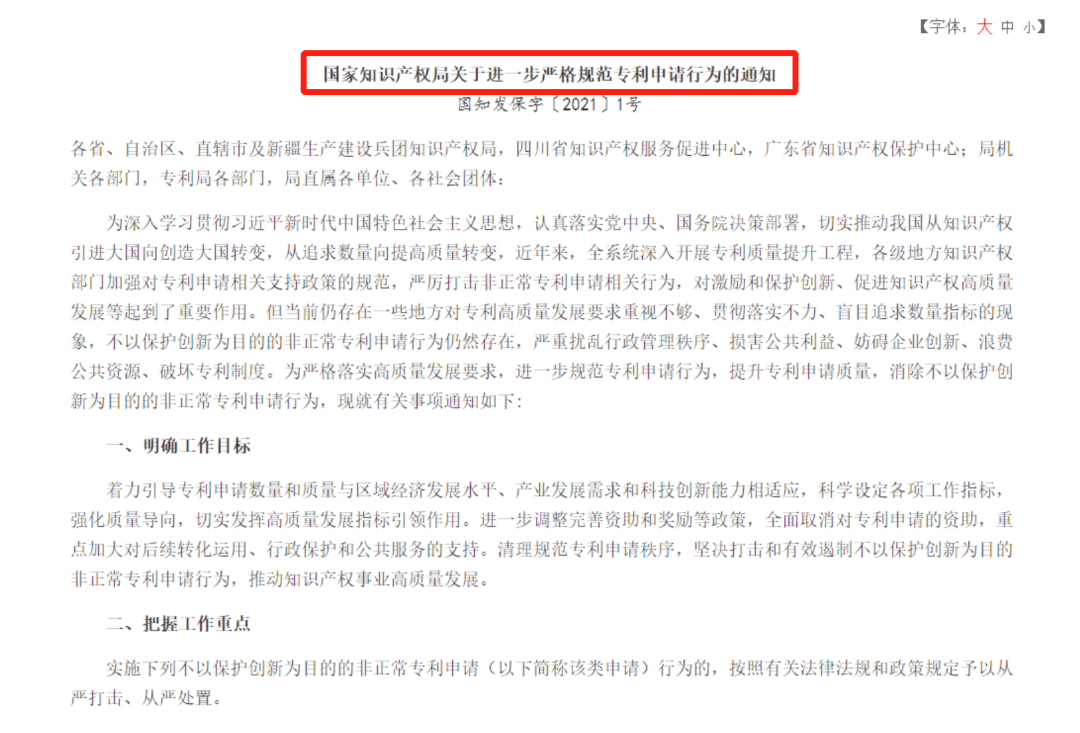 【字体：大 中 小】
国家知识产权局关于进一步严格规范专利申请行为的通知
国知发保字〔2021〕1号
各省、自治区、直辖市及新疆生产建设兵团知识产权局，四川省知识产权服务促进中心，广东省知识产权保护中心；局机
关各部门，专利局各部门，局直属各单位、各社会团体：
为深入学习贯彻习近平新时代中国特色社会主义思想，认真落实党中央、国务院决策部署，切实推动我国从知识产权
引进大国向创造大国转变，从追求数量向提高质量转变，近年来，全系统深入开展专利质量提升工程，各级地方知识产权
部门加强对专利申请相关支持政策的规范，严厉打击非正常专利申请相关行为，对激励和保护创新、促进知识产权高质量
发展等起到了重要作用。但当前仍存在一些地方对专利高质量发展要求重视不够、贯彻落实不力、盲目追求数量指标的现
象，不以保护创新为目的的非正常专利申请行为仍然存在，严重扰乱行政管理秩序、损害公共利益、妨碍企业创新、浪费
公共资源、破坏专利制度。为严格落实高质量发展要求，进一步规范专利申请行为，提升专利申请质量，消除不以保护创
新为目的的非正常专利申请行为，现就有关事项通知如下：
一、明确工作目标
着力引导专利申请数量和质量与区域经济发展水平、产业发展需求和科技创新能力相适应，科学设定各项工作指标，
强化质量导向，切实发挥高质量发展指标引领作用。进一步调整完善资助和奖励等政策，全面取消对专利申请的资助，重
点加大对后续转化运用、行政保护和公共服务的支持。清理规范专利申请秩序，坚决打击和有效遏制不以保护创新为目的
非正常专利申请行为，推动知识产权事业高质量发展。
二、把握工作重点
实施下列不以保护创新为目的的非正常专利申请（以下简称该类申请）行为的，按照有关法律法规和政策规定予以从
严打击、从严处置。